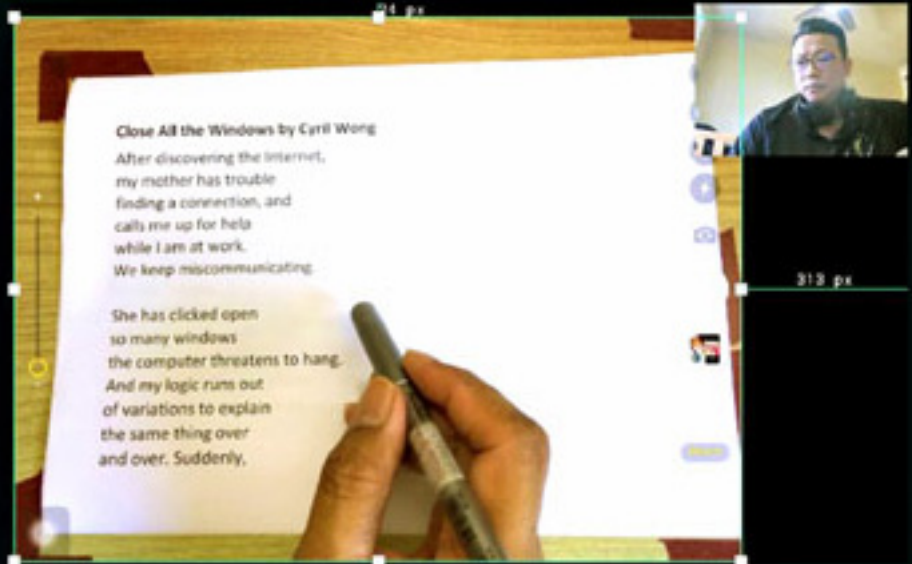 24 px
Close All the Windows by Cyril Wong
After discovering the Internet,
my mother has trouble
finding a connection, and
calls me up for help
while I am at work.
We keep miscommunicating.
She has clicked open
so many windows
the computer threatens to hang.
And my logic runs out
of variations to explain
the same thing over
and over. Suddenly,
313 px